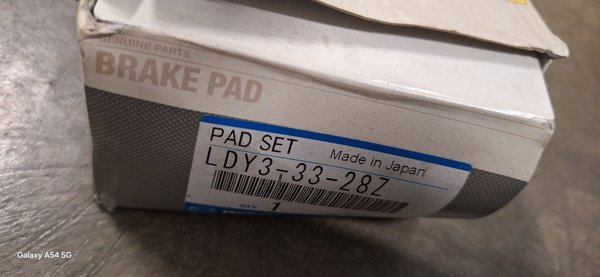 GENUINE PARTS
BRAKE PAD
PAD SET Made in Japan
LDY3-33-28Z
QTY 1
Galaxy A54 5G